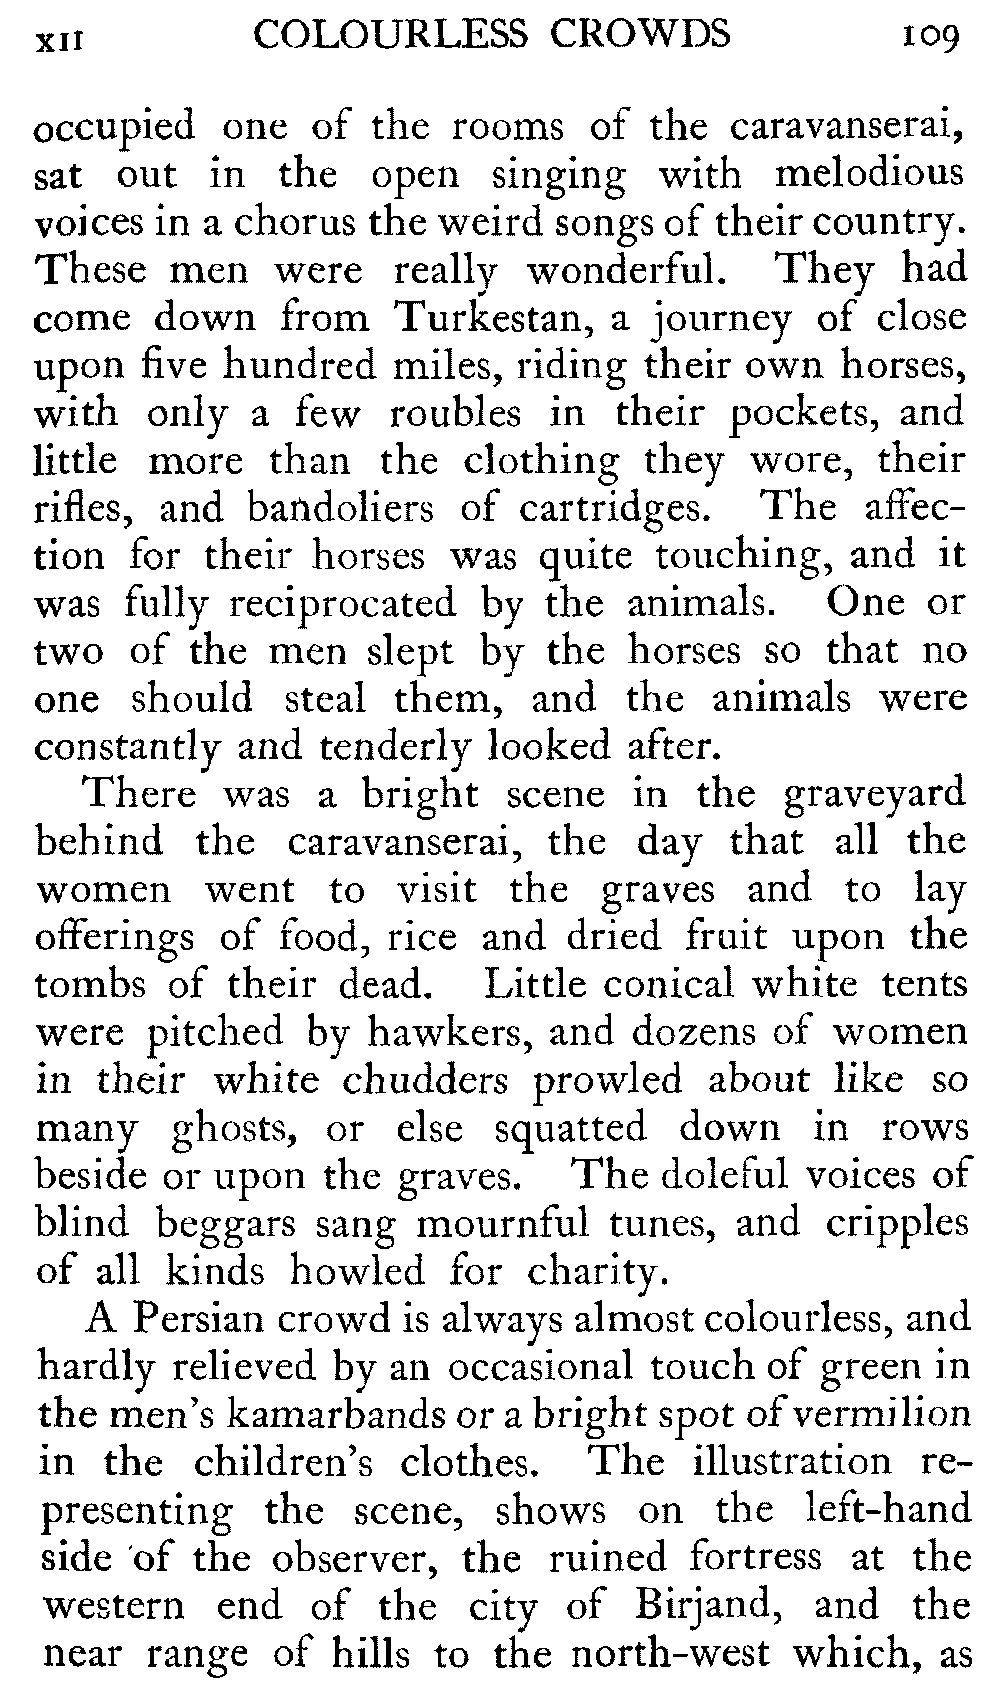 XII COLOURLESS CROWDS 109
occupied one of the rooms of the caravanserai,
sat out in the open singing with melodious
voices in a chorus the weird songs of their country.
These men were really wonderful. They had
come down from Turkestan, a journey of close
upon five hundred miles, riding their own horses,
with only a few roubles in their pockets, and
little more than the clothing they wore, their
rifles, and bandoliers of cartridges. The affec-
tion for their horses was quite touching, and it
was fully reciprocated by the animals. One or
two of the men slept by the horses so that no
one should steal them, and the animals were
constantly and tenderly looked after.
There was a bright scene in the graveyard
behind the caravanserai, the day that all the
women went to visit the graves and to lay
offerings of food, rice and dried fruit upon the
tombs of their dead. Little conical white tents
were pitched by hawkers, and dozens of women
in their white chudders prowled about like so
many ghosts, or else squatted down in rows
beside or upon the graves. The doleful voices of
blind beggars sang mournful tunes, and cripples
of all kinds howled for charity.
A Persian crowd is always almost colourless, and
hardly relieved by an occasional touch of green in
the men's kamarbands or a bright spot of vermilion
in the children's clothes. The illustration re-
presenting the scene, shows on the left-hand
side of the observer, the ruined fortress at the
western end of the city of Birjand, and the
near range of hills to the north-west which, as